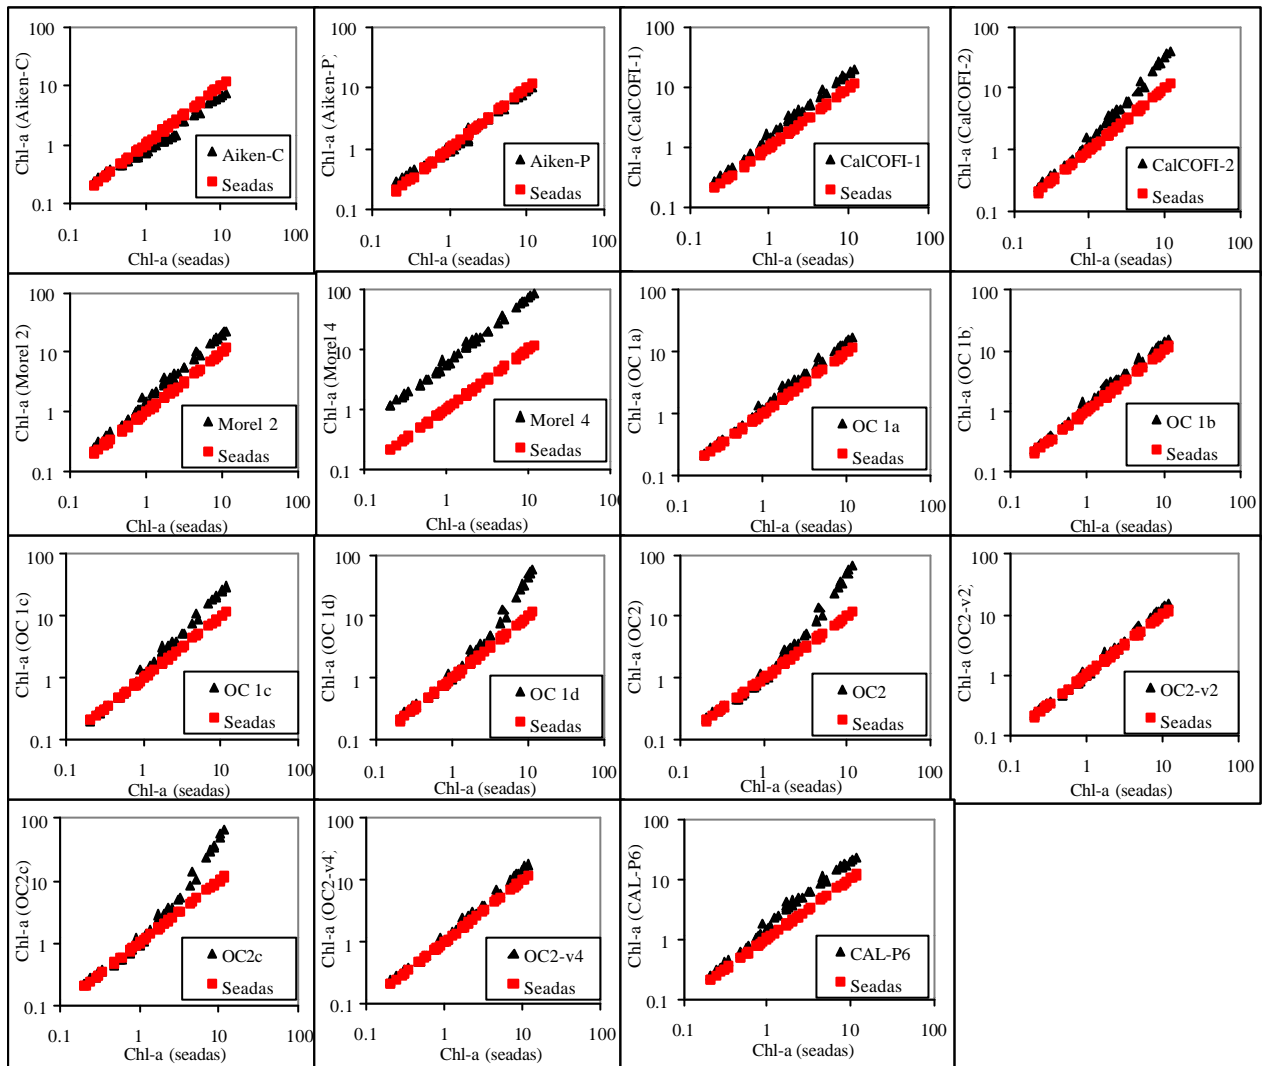 100
10
1
0.1
0.1 1 10 100
Chl-a (Aiken-C)
Chl-a (seadas)
Aiken-C
Seadas
100
10
1
0.1
0.1 1 10 100
Chl-a (Aiken-P)
Chl-a (seadas)
Aiken-P
Seadas
100
10
1
0.1
0.1 1 10 100
Chl-a (CalCOFI-1)
Chl-a (seadas)
CalCOFI-1
Seadas
100
10
1
0.1
0.1 1 10 100
Chl-a (CalCOFI-2)
Chl-a (seadas)
CalCOFI-2
Seadas
100
10
1
0.1
0.1 1 10 100
Chl-a (Morel 2)
Chl-a (seadas)
Morel 2
Seadas
100
10
1
0.1
0.1 1 10 100
Chl-a (Morel 4
Chl-a (seadas)
Morel 4
Seadas
100
10
1
0.1
0.1 1 10 100
Chl-a (OC 1a)
Chl-a (seadas)
OC 1a
Seadas
100
10
1
0.1
0.1 1 10 100
Chl-a (OC 1b)
Chl-a (seadas)
OC 1b
Seadas
100
10
1
0.1
0.1 1 10 100
Chl-a (OC 1c)
Chl-a (seadas)
OC 1c
Seadas
100
10
1
0.1
0.1 1 10 100
Chl-a (OC 1d)
Chl-a (seadas)
OC 1d
Seadas
100
10
1
0.1
0.1 1 10 100
Chl-a (OC2)
Chl-a (seadas)
OC2
Seadas
100
10
1
0.1
0.1 1 10 100
Chl-a (OC2-v2)
Chl-a (seadas)
OC2-v2
Seadas
100
10
1
0.1
0.1 1 10 100
Chl-a (OC2c)
Chl-a (seadas)
OC2c
Seadas
100
10
1
0.1
0.1 1 10 100
Chl-a (OC2-v4)
Chl-a (seadas)
OC2-v4
Seadas
100
10
1
0.1
0.1 1 10 100
Chl-a (CAL-P6)
Chl-a (seadas)
CAL-P6
Seadas